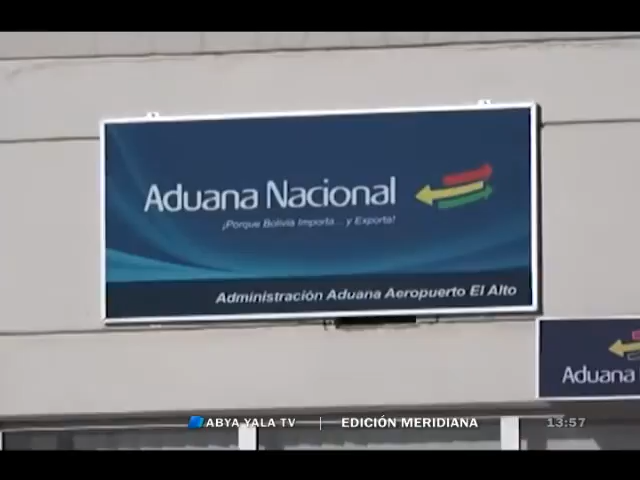 Aduana Nacional
¡Porque Bolivia Importa... y Exporta!
Administración Aduana Aeropuerto El Alto
Aduana
ABYA YALA TV | EDICIÓN MERIDIANA 13:57